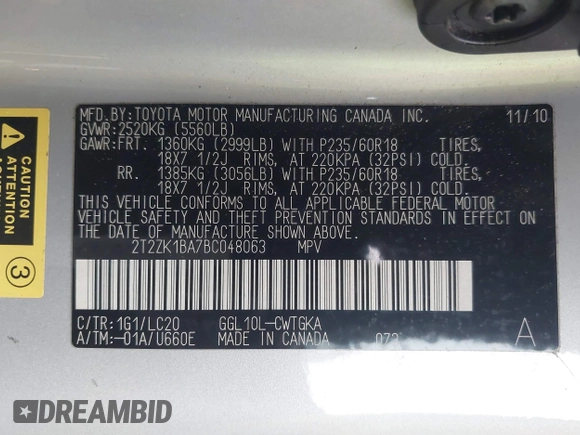 MFD.BY:TOYOTA MOTOR MANUFACTURING CANADA INC. 11/10
GVWR:2520KG (5560LB)
GAWR:FRT. 1360KG (2999LB) WITH P235/60R18 TIRES,
18X7 1/2J RIMS, AT 220KPA (32PSI) COLD.
RR. 1385KG (3056LB) WITH P235/60R18 TIRES,
18X7 1/2J RIMS, AT 220KPA (32PSI) COLD.
THIS VEHICLE CONFORMS TO ALL APPLICABLE FEDERAL MOTOR
VEHICLE SAFETY AND THEFT PREVENTION STANDARDS IN EFFECT ON
THE DATE OF MANUFACTURE SHOWN ABOVE.
2T2ZK1BA7BC048063 MPV
C/TR:1G1/LC20 GGL10L-CWTGKA
A/TM:-01A/U660E MADE IN CANADA A
CAUTION
ATTENTION
3
DREAMBID